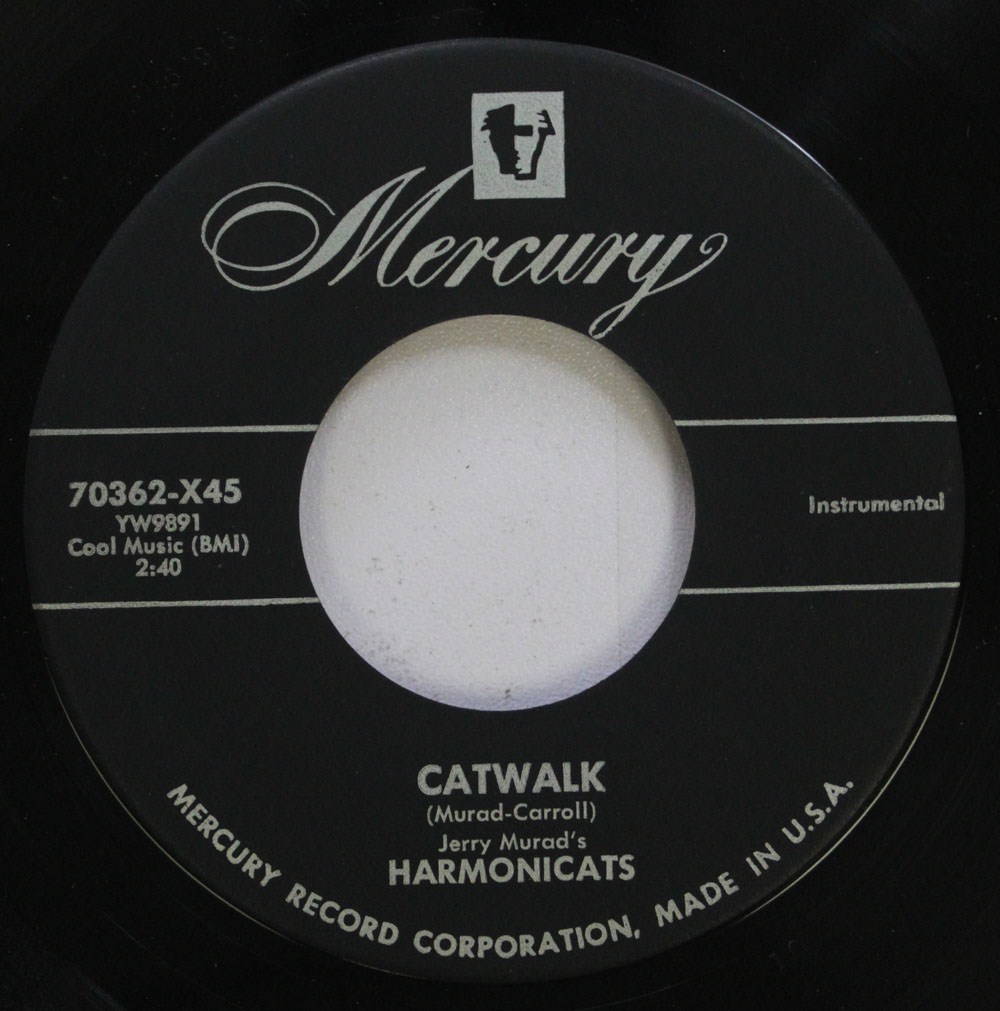 Mercury
70362-X45
YW9891
Cool Music (BMI)
2:40
Instrumental
CATWALK
(Murad-Carroll)
Jerry Murad's
HARMONICATS
MERCURY RECORD CORPORATION, MADE IN U.S.A.